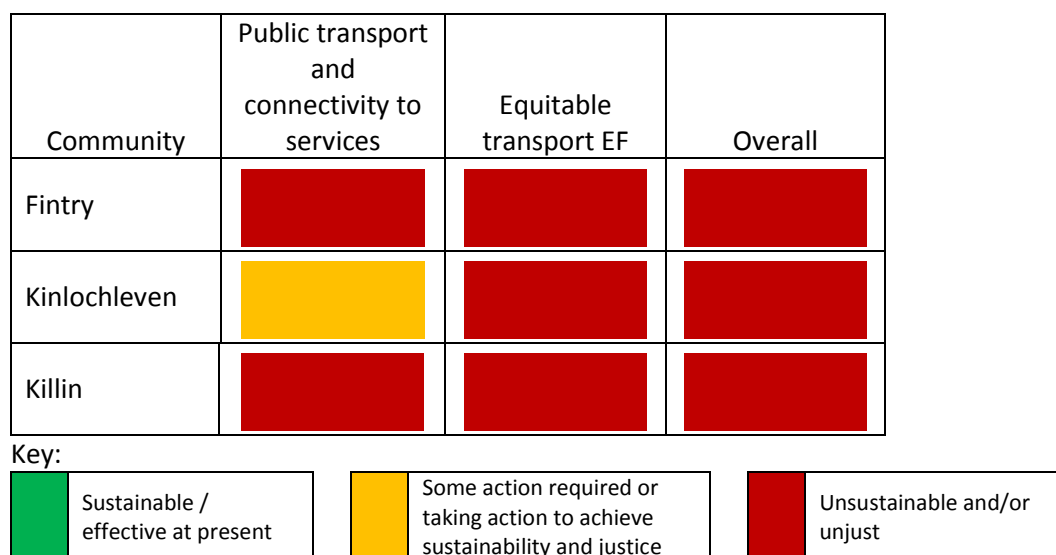 Community
Public transport
and
connectivity to
services
Equitable
transport EF
Overall
Fintry
Kinlochleven
Killin
Key:
Sustainable /
effective at present
Some action required or
taking action to achieve
sustainability and justice
Unsustainable and/or
unjust